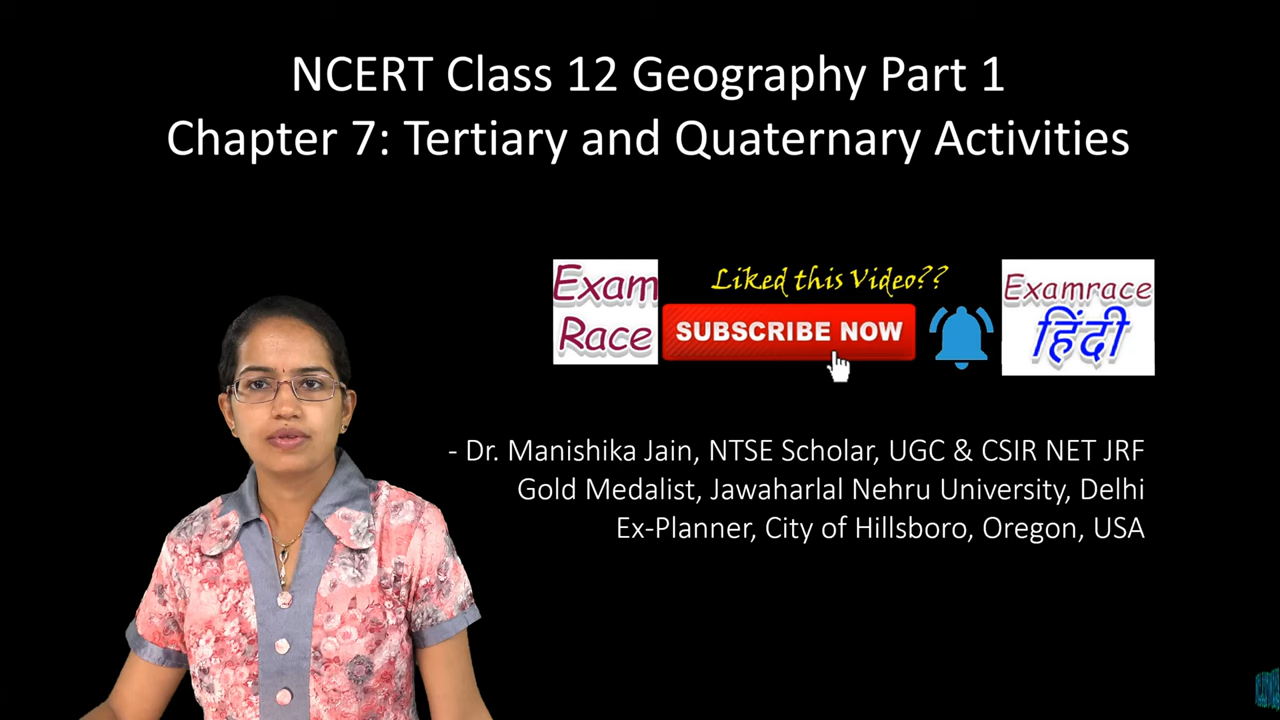 NCERT Class 12 Geography Part 1
Chapter 7: Tertiary and Quaternary Activities
Exam
Race
Liked this Video??
SUBSCRIBE NOW
Examrace
हिंदी
- Dr. Manishika Jain, NTSE Scholar, UGC & CSIR NET JRF
Gold Medalist, Jawaharlal Nehru University, Delhi
Ex-Planner, City of Hillsboro, Oregon, USA